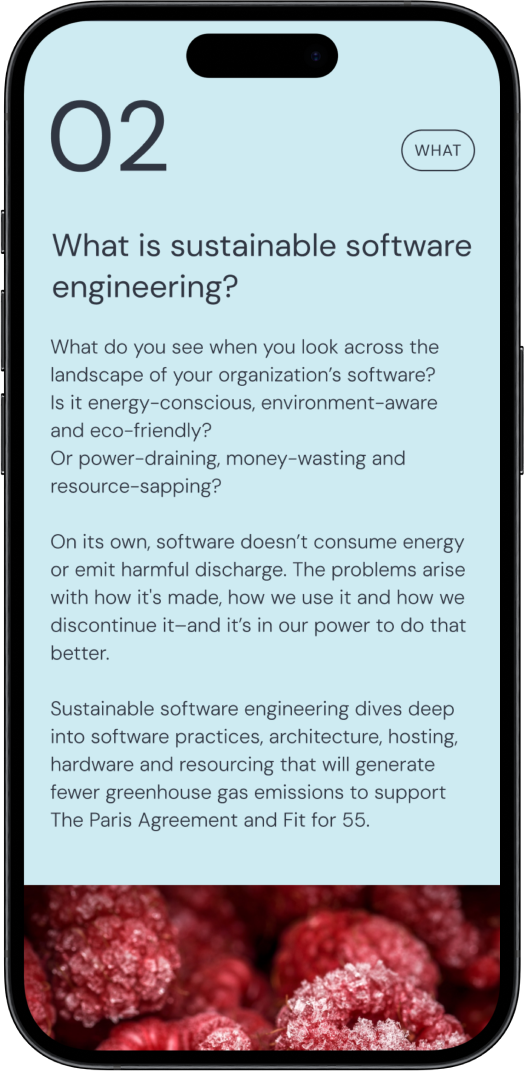 02
WHAT
What is sustainable software
engineering?
What do you see when you look across the
landscape of your organization’s software?
Is it energy-conscious, environment-aware
and eco-friendly?
Or power-draining, money-wasting and
resource-sapping?
On its own, software doesn’t consume energy
or emit harmful discharge. The problems arise
with how it's made, how we use it and how we
discontinue it–and it’s in our power to do that
better.
Sustainable software engineering dives deep
into software practices, architecture, hosting,
hardware and resourcing that will generate
fewer greenhouse gas emissions to support
The Paris Agreement and Fit for 55.